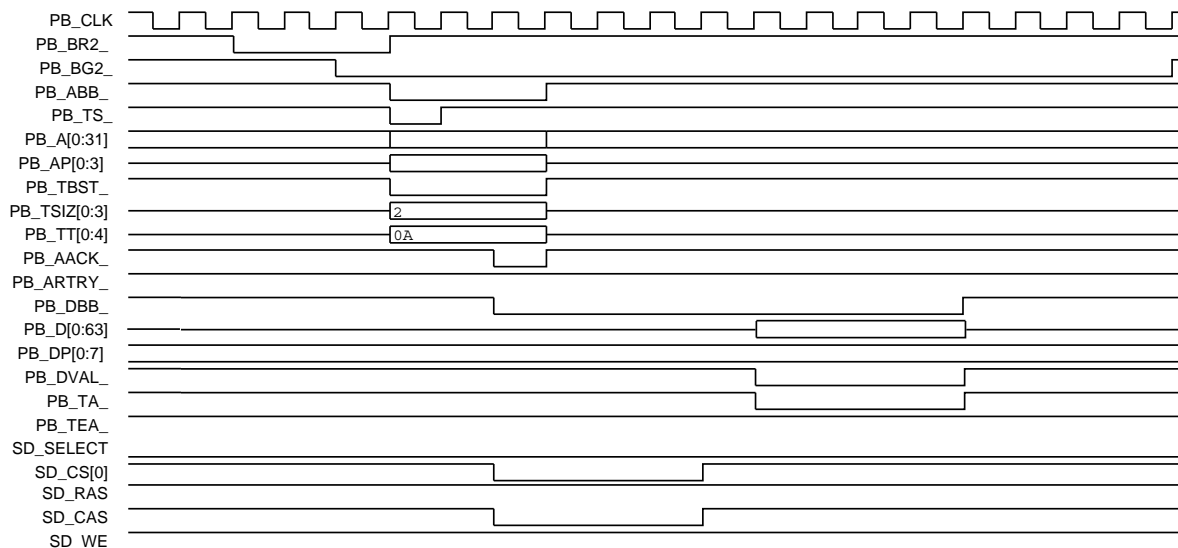 PB_CLK
PB_BR2_
PB_BG2_
PB_ABB_
PB_TS_
PB_A[0:31]
PB_AP[0:3]
PB_TBST_
PB_TSIZ[0:3] 2
PB_TT[0:4] 0A
PB_AACK_
PB_ARTRY_
PB_DBB_
PB_D[0:63]
PB_DP[0:7]
PB_DVAL_
PB_TA_
PB_TEA_
SD_SELECT
SD_CS[0]
SD_RAS
SD_CAS
SD_WE